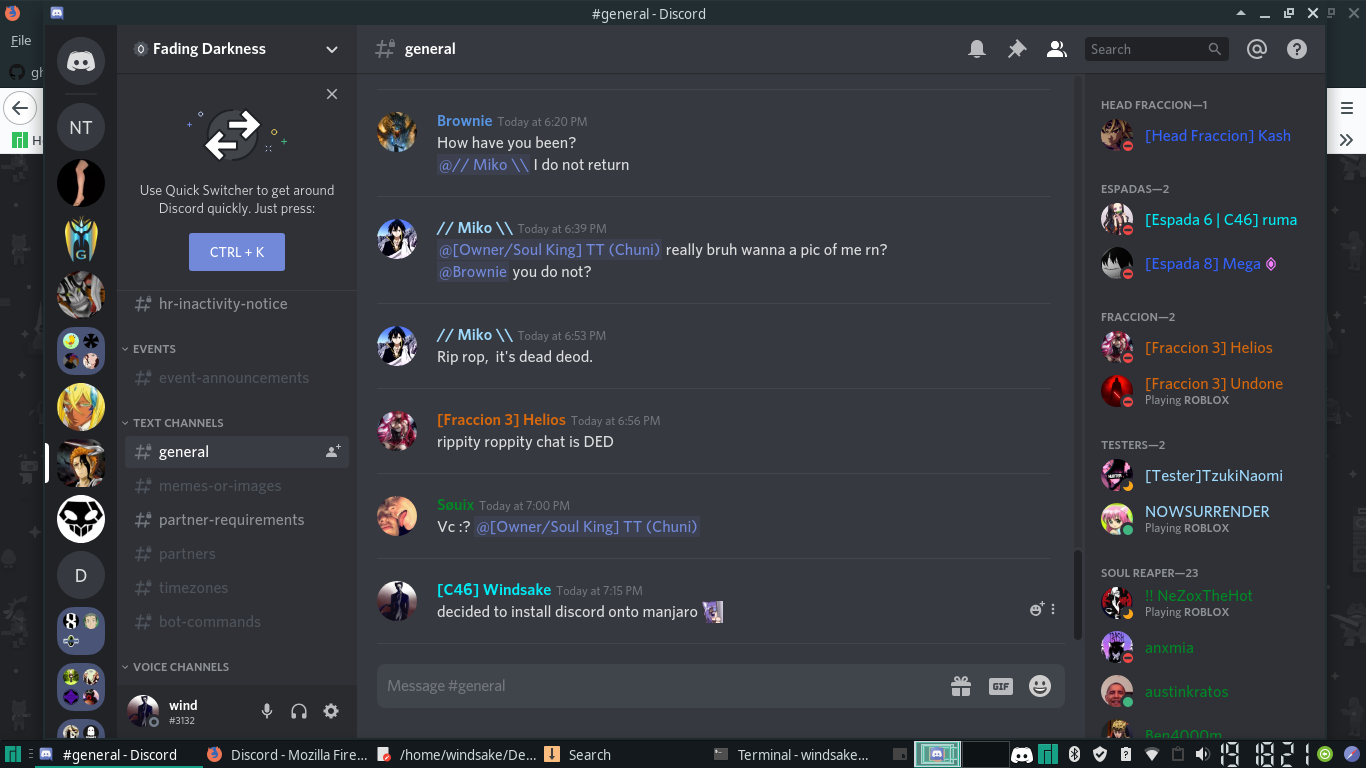 #general - Discord
File
gh
H
Fading Darkness
general
Search
NT
G
D
Use Quick Switcher to get around
Discord quickly. Just press:
CTRL + K
hr-inactivity-notice
EVENTS
event-announcements
TEXT CHANNELS
general
memes-or-images
partner-requirements
partners
timezones
bot-commands
VOICE CHANNELS
wind
#3132
Brownie Today at 6:20 PM
How have you been?
@// Miko \\ I do not return
// Miko \\ Today at 6:39 PM
@[Owner/Soul King] TT (Chuni) really bruh wanna a pic of me rn?
@Brownie you do not?
// Miko \\ Today at 6:53 PM
Rip rop, it's dead deod.
[Fraccion 3] Helios Today at 6:56 PM
rippity roppity chat is DED
Søuix Today at 7:00 PM
Vc :? @[Owner/Soul King] TT (Chuni)
[C46] Windsake Today at 7:15 PM
decided to install discord onto manjaro
Message #general
GIF
HEAD FRACCION—1
[Head Fraccion] Kash
ESPADAS—2
[Espada 6 | C46] ruma
[Espada 8] Mega
FRACCION—2
[Fraccion 3] Helios
[Fraccion 3] Undone
Playing ROBLOX
TESTERS—2
[Tester]TzukiNaomi
NOWSURRENDER
Playing ROBLOX
SOUL REAPER—23
!! NeZoxTheHot
Playing ROBLOX
anxmia
austinkratos
Ben4000m
#general - Discord
Discord - Mozilla Fire...
/home/windsake/De...
Search
Terminal - windsake...